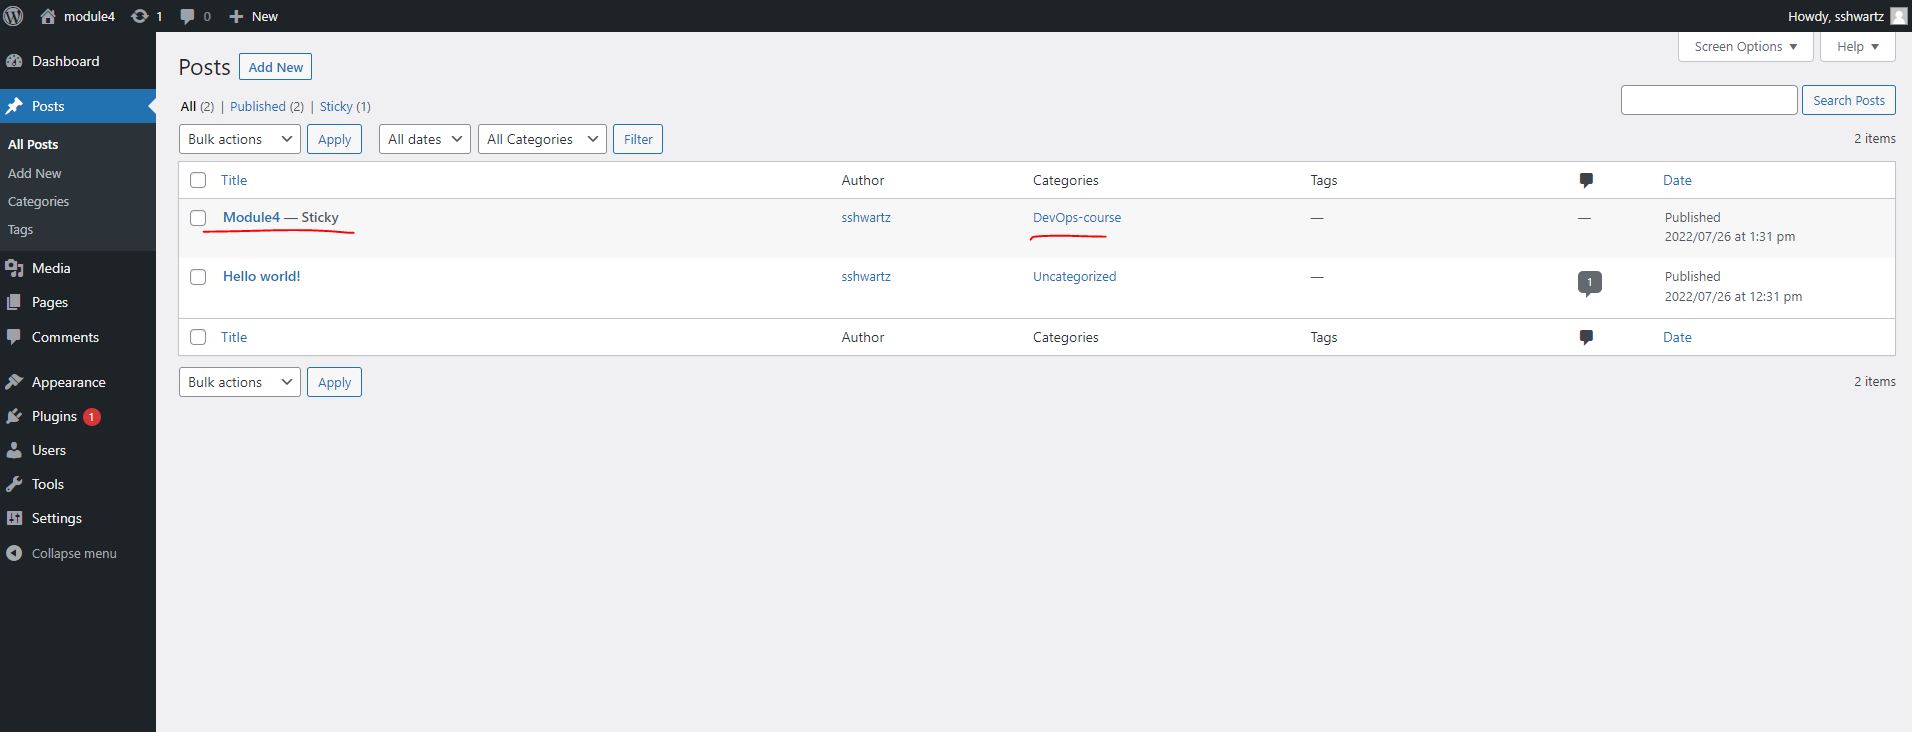 module4 1 0 New Howdy, sshwartz
Screen Options Help
Dashboard
Posts
All Posts
Add New
Categories
Tags
Media
Pages
Comments
Appearance
Plugins 1
Users
Tools
Settings
Collapse menu
Posts Add New
All (2) | Published (2) | Sticky (1)
Search Posts
Bulk actions Apply All dates All Categories Filter 2 items
Title Author Categories Tags Date
Module4 — Sticky sshwartz DevOps-course — — Published
2022/07/26 at 1:31 pm
Hello world! sshwartz Uncategorized — 1 Published
2022/07/26 at 12:31 pm
Title Author Categories Tags Date
Bulk actions Apply 2 items